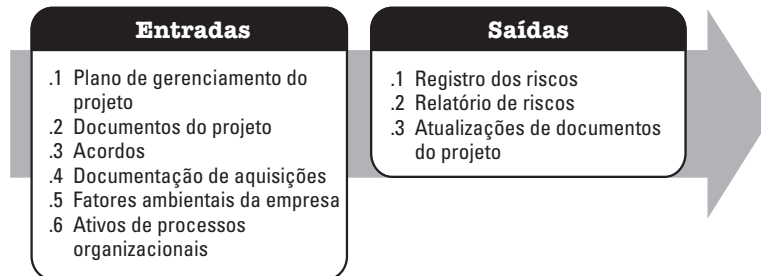 Entradas
.1 Plano de gerenciamento do
projeto
.2 Documentos do projeto
.3 Acordos
.4 Documentação de aquisições
.5 Fatores ambientais da empresa
.6 Ativos de processos
organizacionais
Saídas
.1 Registro dos riscos
.2 Relatório de riscos
.3 Atualizações de documentos
do projeto